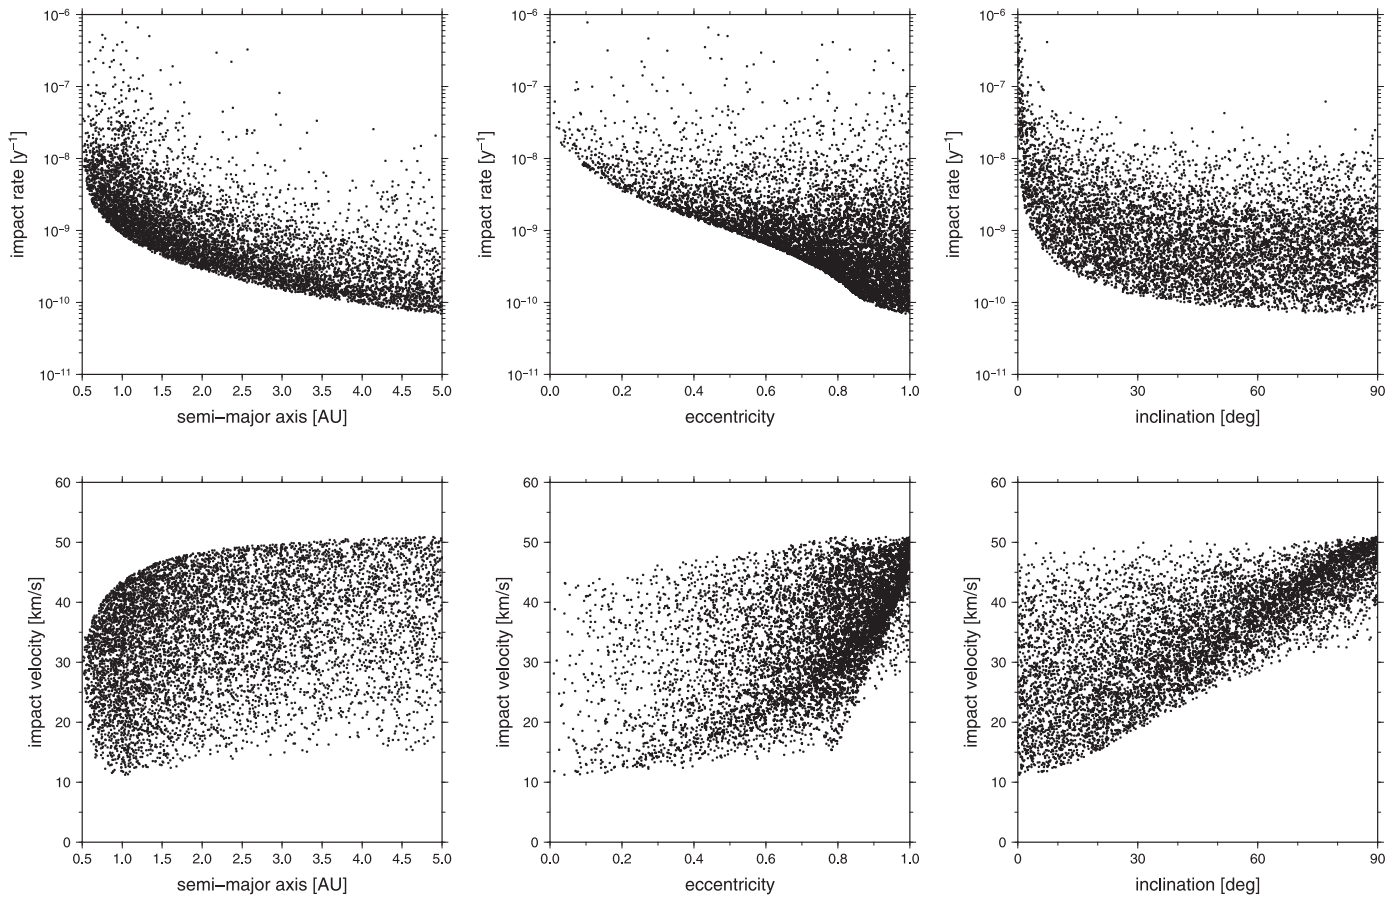 impact rate [y⁻¹]
10⁻⁶
10⁻⁷
10⁻⁸
10⁻⁹
10⁻¹⁰
10⁻¹¹
0.5 1.0 1.5 2.0 2.5 3.0 3.5 4.0 4.5 5.0
semi−major axis [AU]
impact rate [y⁻¹]
10⁻⁶
10⁻⁷
10⁻⁸
10⁻⁹
10⁻¹⁰
10⁻¹¹
0.0 0.2 0.4 0.6 0.8 1.0
eccentricity
impact rate [y⁻¹]
10⁻⁶
10⁻⁷
10⁻⁸
10⁻⁹
10⁻¹⁰
10⁻¹¹
0 30 60 90
inclination [deg]
impact velocity [km/s]
60
50
40
30
20
10
0
0.5 1.0 1.5 2.0 2.5 3.0 3.5 4.0 4.5 5.0
semi−major axis [AU]
impact velocity [km/s]
60
50
40
30
20
10
0
0.0 0.2 0.4 0.6 0.8 1.0
eccentricity
impact velocity [km/s]
60
50
40
30
20
10
0
0 30 60 90
inclination [deg]